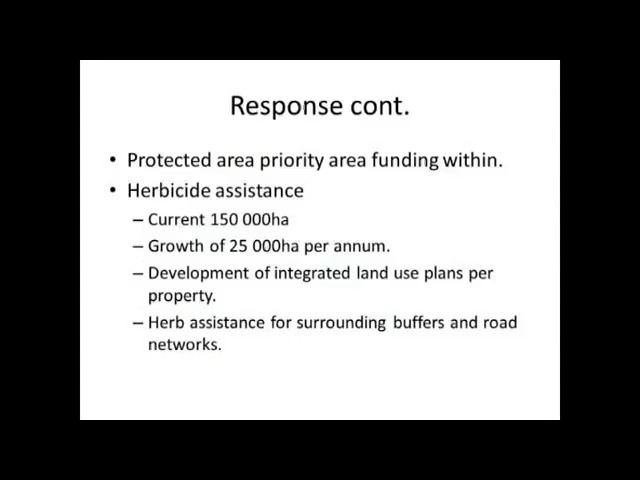 Response cont.
• Protected area priority area funding within.
• Herbicide assistance
– Current 150 000ha
– Growth of 25 000ha per annum.
– Development of integrated land use plans per
property.
– Herb assistance for surrounding buffers and road
networks.